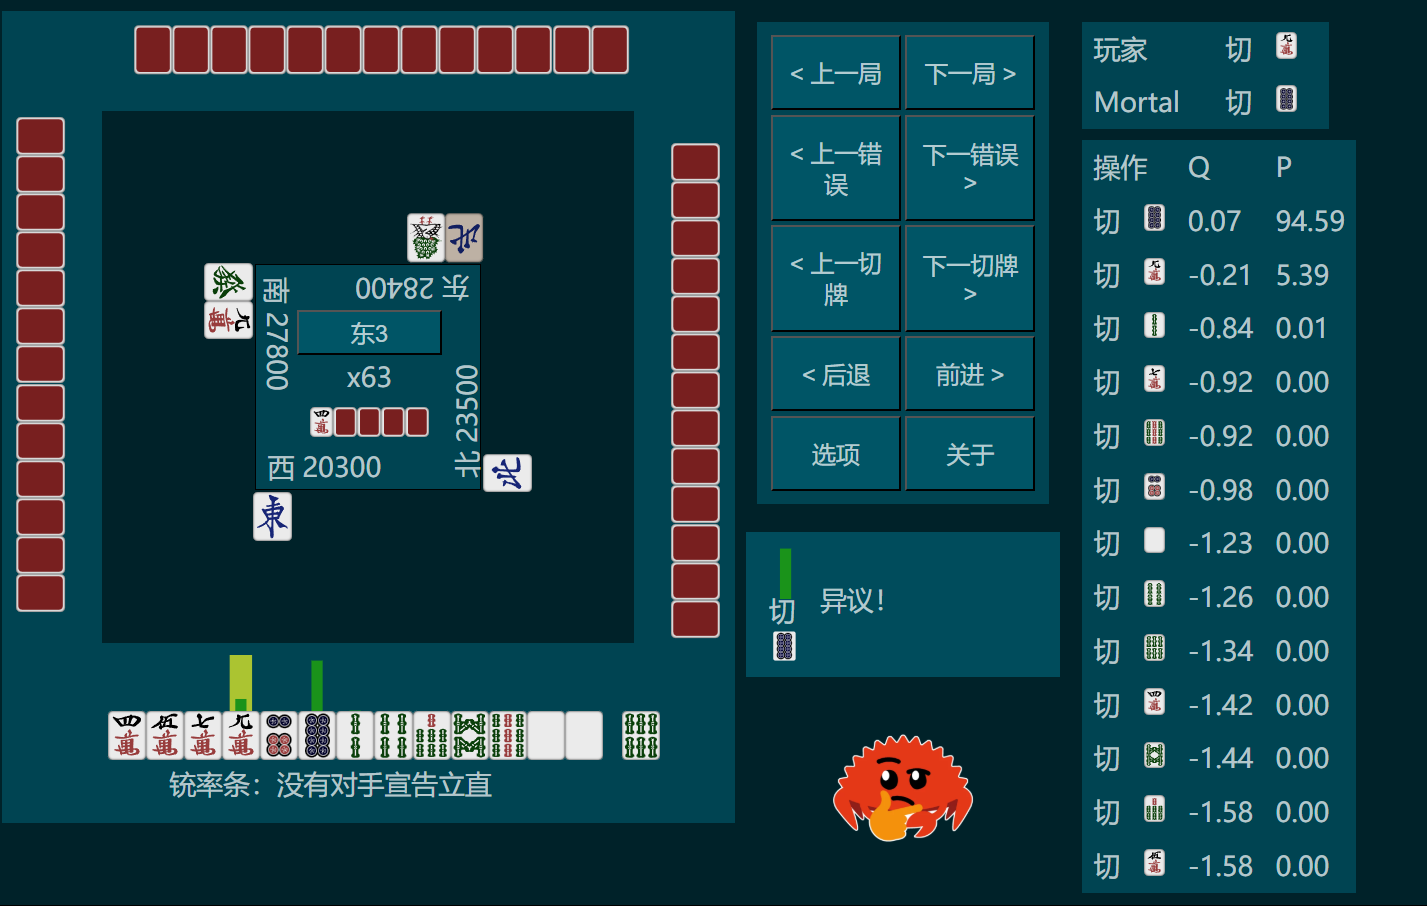 东 28400
南 27800
东3
x63
北 23500
西 20300
铳率条：没有对手宣告立直
< 上一局
下一局 >
< 上一错
误
下一错误
>
< 上一切
牌
下一切牌
>
< 后退
前进 >
选项
关于
切
异议！
玩家 切
Mortal 切
操作 Q P
切 0.07 94.59
切 -0.21 5.39
切 -0.84 0.01
切 -0.92 0.00
切 -0.92 0.00
切 -0.98 0.00
切 -1.23 0.00
切 -1.26 0.00
切 -1.34 0.00
切 -1.42 0.00
切 -1.44 0.00
切 -1.58 0.00
切 -1.58 0.00